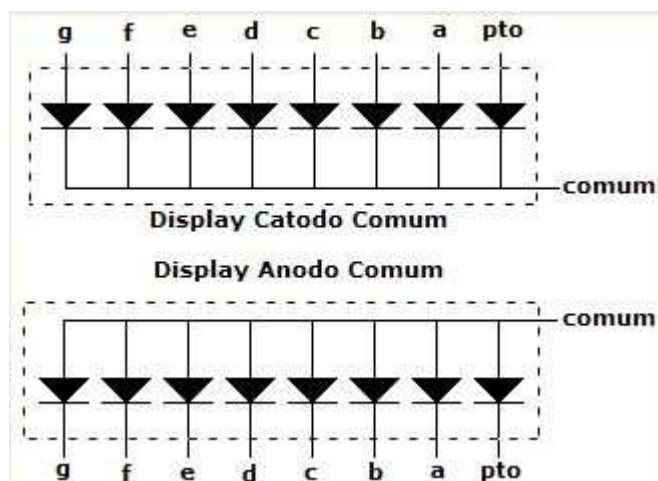 g f e d c b a pto
comum
Display Catodo Comum
Display Anodo Comum
comum
g f e d c b a pto